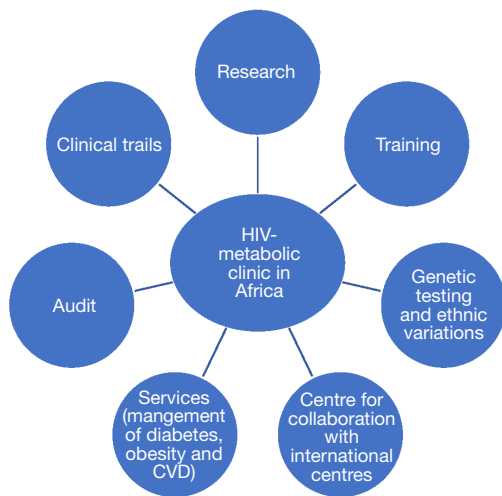 Research
Clinical trails
Training
HIV-
metabolic
clinic in
Africa
Audit
Genetic
testing
and ethnic
variations
Services
(mangement
of diabetes,
obesity and
CVD)
Centre for
collaboration
with
international
centres